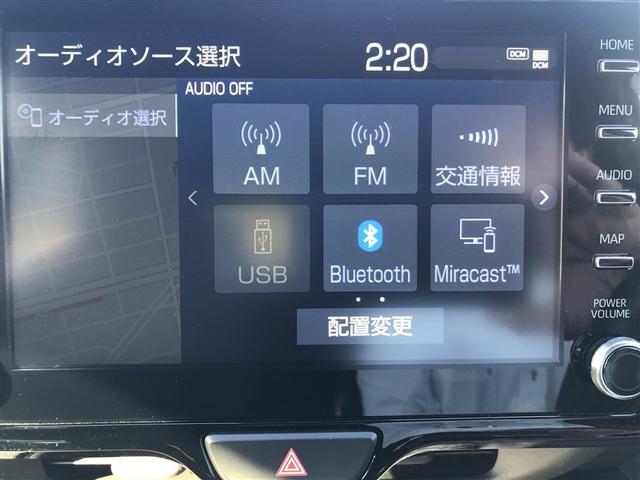 オーディオソース選択
2:20
DCM
DCM
HOME
AUDIO OFF
オーディオ選択
AM
FM
交通情報
MENU
AUDIO
USB
Bluetooth
Miracast™
MAP
配置変更
POWER
VOLUME